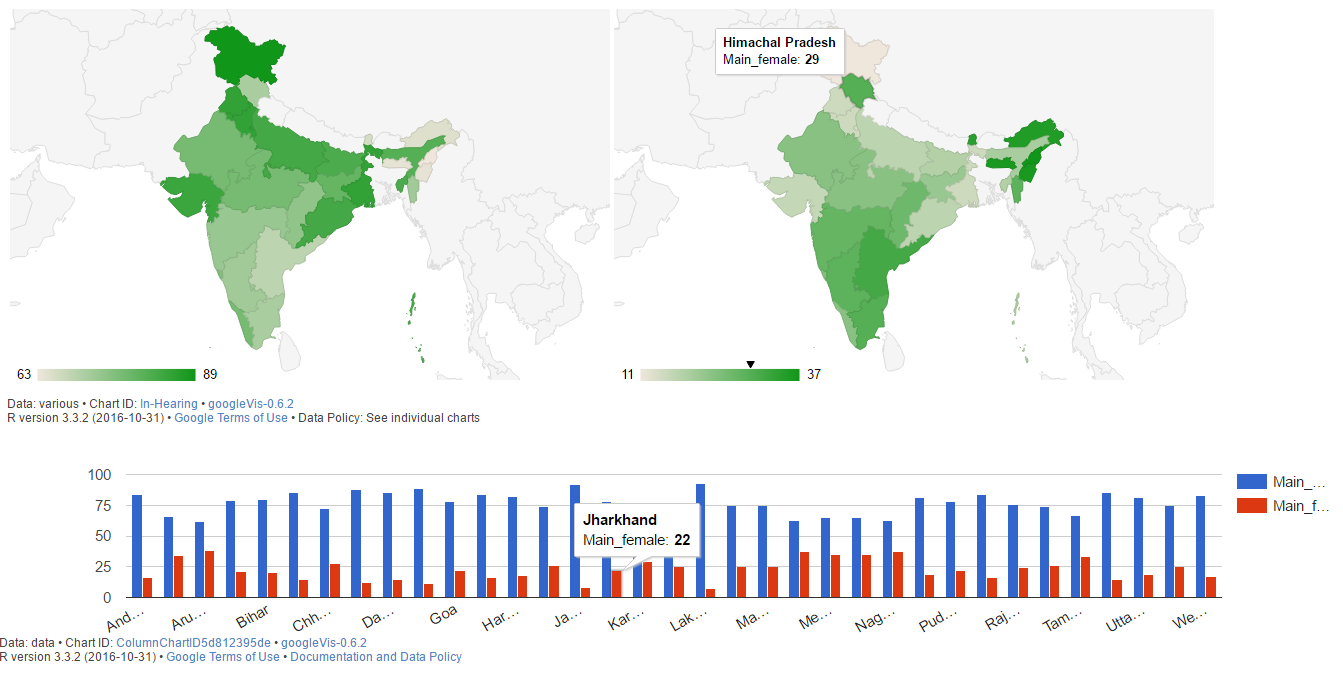 Himachal Pradesh
Main_female: 29
63 89
11 37
Data: various • Chart ID: In-Hearing • googleVis-0.6.2
R version 3.3.2 (2016-10-31) • Google Terms of Use • Data Policy: See individual charts
100
75
50
25
0
Main_...
Main_f...
Jharkhand
Main_female: 22
And... Aru... Bihar Chh... Da... Goa Har... Ja... Kar... Lak... Ma... Me... Nag... Pud... Raj... Tam... Utta... We...
Data: data • Chart ID: ColumnChartID5d812395de • googleVis-0.6.2
R version 3.3.2 (2016-10-31) • Google Terms of Use • Documentation and Data Policy